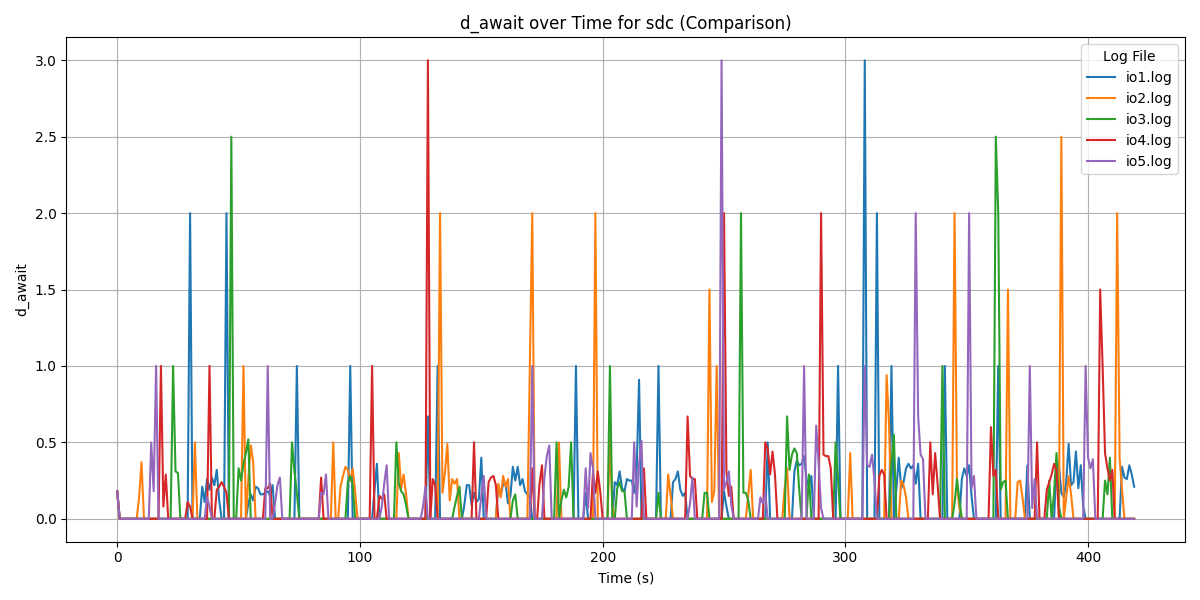 d_await over Time for sdc (Comparison)
Log File
io1.log
io2.log
io3.log
io4.log
io5.log
d_await
3.0
2.5
2.0
1.5
1.0
0.5
0.0
0 100 200 300 400
Time (s)